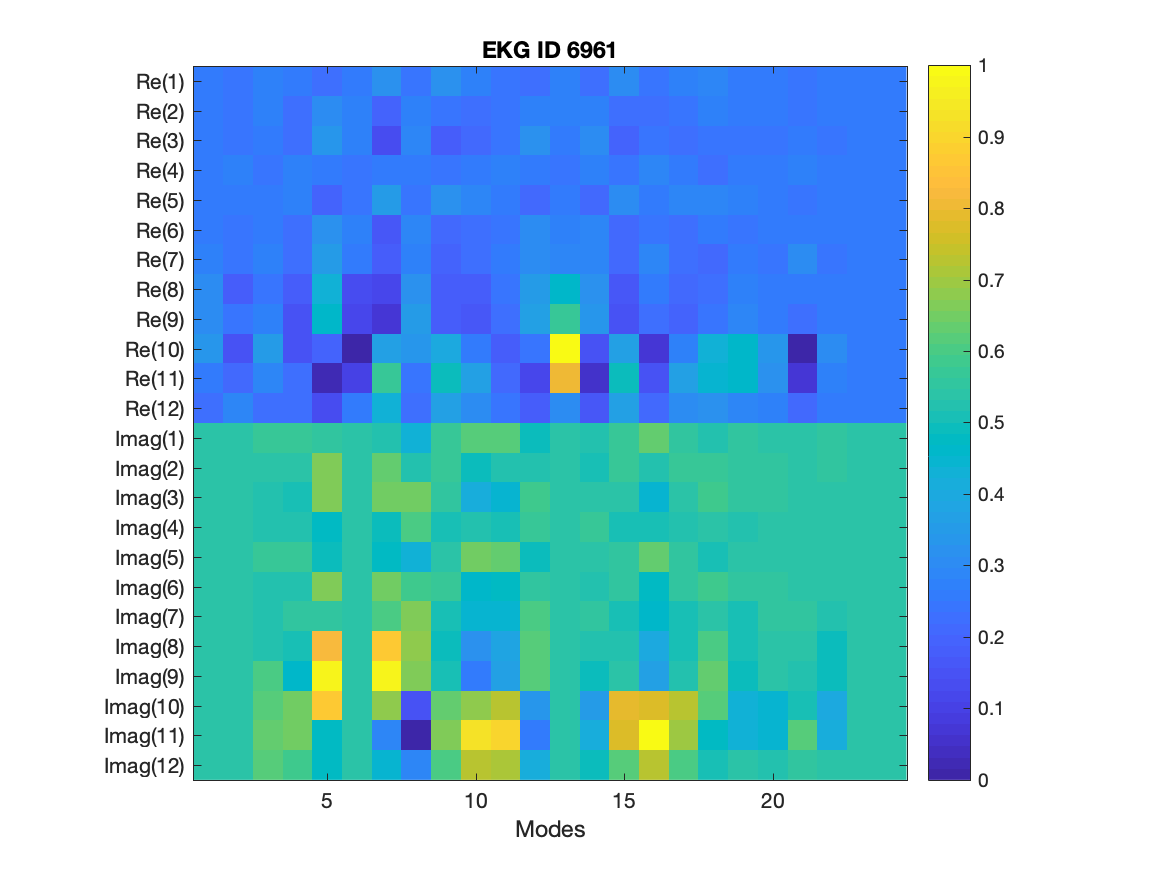 EKG ID 6961
Re(1)
Re(2)
Re(3)
Re(4)
Re(5)
Re(6)
Re(7)
Re(8)
Re(9)
Re(10)
Re(11)
Re(12)
Imag(1)
Imag(2)
Imag(3)
Imag(4)
Imag(5)
Imag(6)
Imag(7)
Imag(8)
Imag(9)
Imag(10)
Imag(11)
Imag(12)
5 10 15 20
Modes
1
0.9
0.8
0.7
0.6
0.5
0.4
0.3
0.2
0.1
0